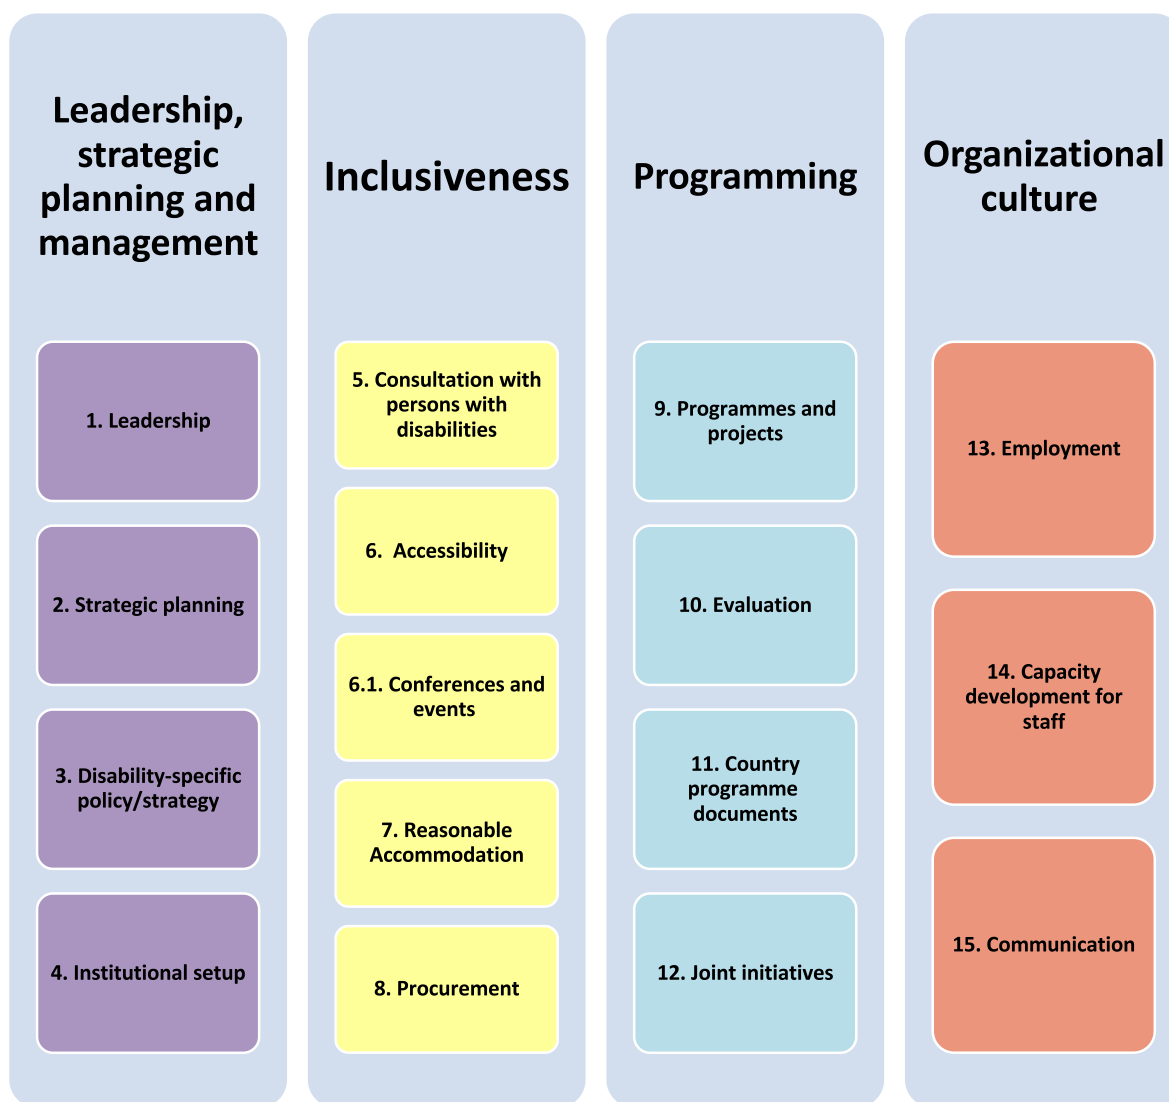 Leadership,
strategic
planning and
management
1. Leadership
2. Strategic planning
3. Disability-specific
policy/strategy
4. Institutional setup
Inclusiveness
5. Consultation with
persons with
disabilities
6.  Accessibility
6.1. Conferences and
events
7. Reasonable
Accommodation
8. Procurement
Programming
9. Programmes and
projects
10. Evaluation
11. Country
programme
documents
12. Joint initiatives
Organizational
culture
13. Employment
14. Capacity
development for
staff
15. Communication